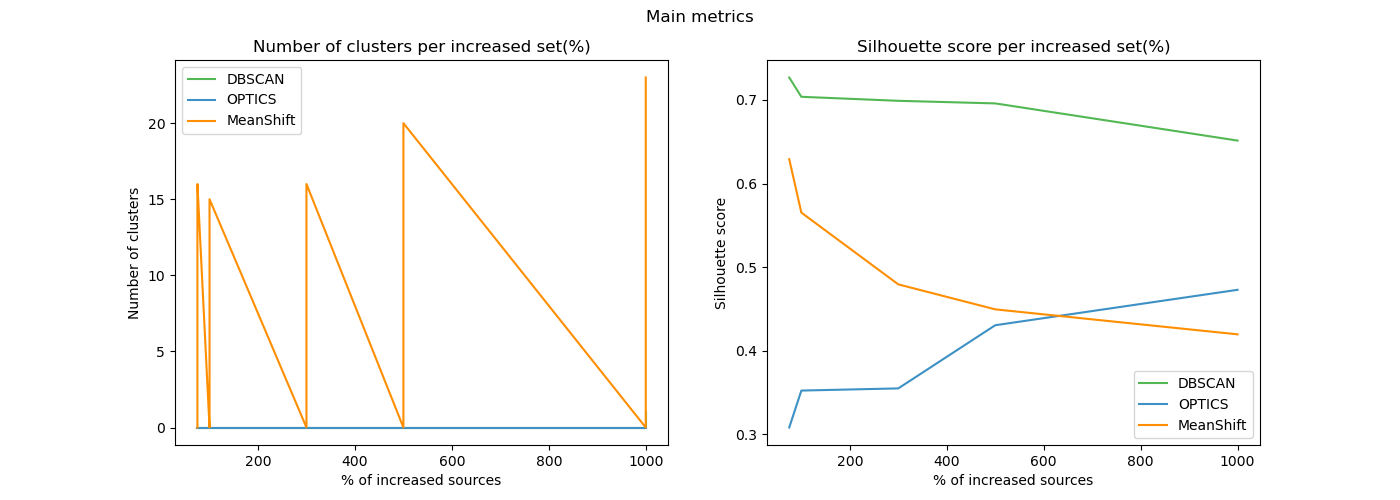 Main metrics
Number of clusters per increased set(%)
DBSCAN
OPTICS
MeanShift
Number of clusters
20
15
10
5
0
200
400
600
800
1000
% of increased sources
Silhouette score per increased set(%)
Silhouette score
0.7
0.6
0.5
0.4
0.3
DBSCAN
OPTICS
MeanShift
200
400
600
800
1000
% of increased sources